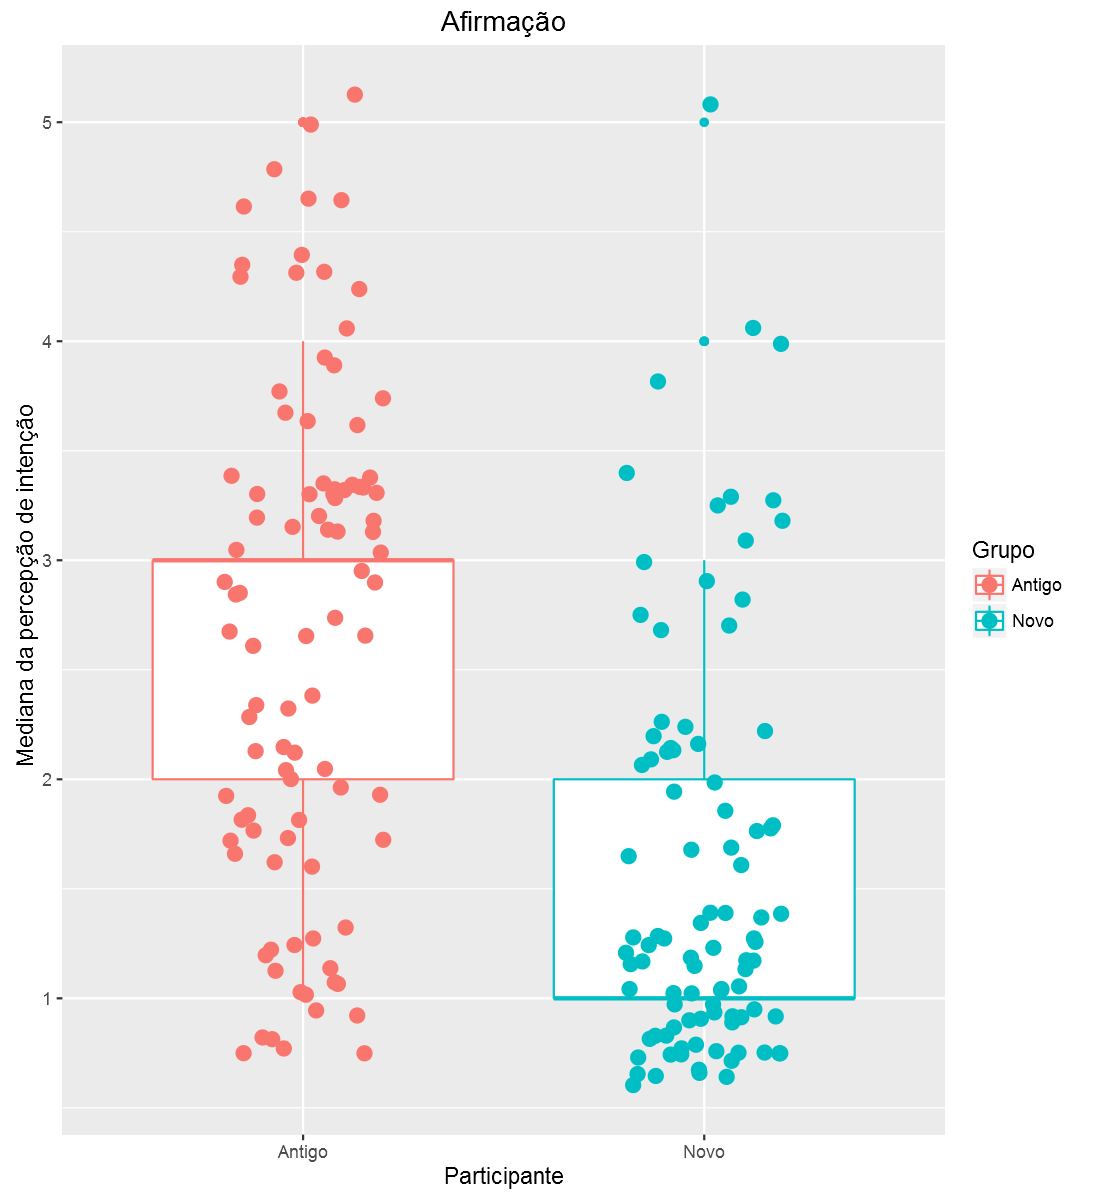 Afirmação
Mediana da percepção de intenção
5
4
3
2
1
Antigo
Novo
Participante
Grupo
Antigo
Novo